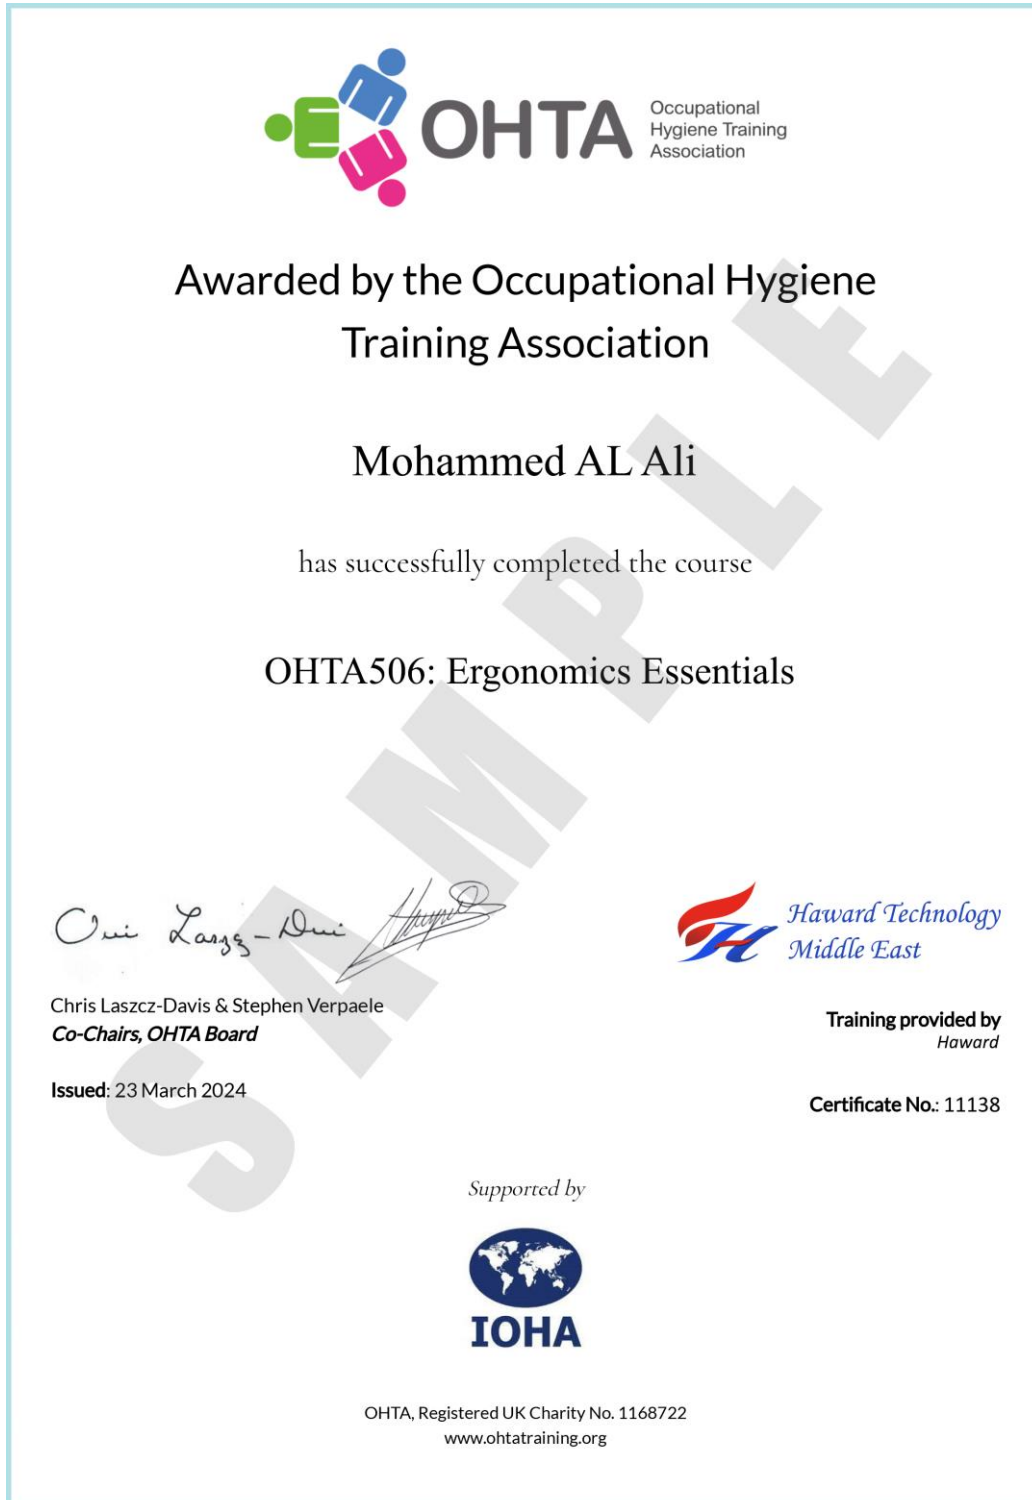 OHTA
Occupational
Hygiene Training
Association
Awarded by the Occupational Hygiene
Training Association
Mohammed AL Ali
has successfully completed the course
OHTA506: Ergonomics Essentials
SAMPLE
Haward Technology
Middle East
Chris Laszcz-Davis & Stephen Verpaele
Co-Chairs, OHTA Board
Training provided by
Haward
Issued: 23 March 2024
Certificate No.: 11138
Supported by
IOHA
OHTA, Registered UK Charity No. 1168722
www.ohtatraining.org